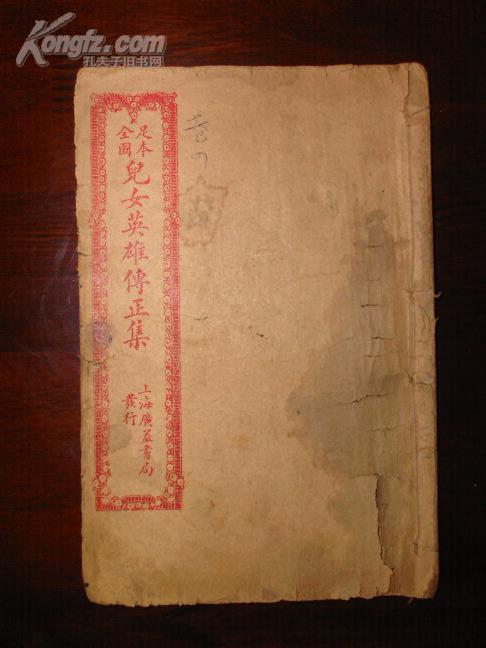 Kongfz.com
孔夫子旧书网
足本
全圖
兒女英雄傳正集
上海廣益書局
發行